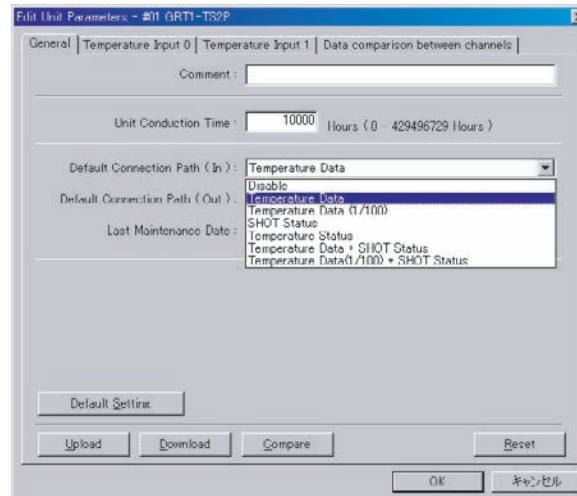 Edit Unit Parameters - #01 GRT1-TS2P
General Temperature Input 0 Temperature Input 1 Data comparison between channels
Comment :
Unit Conduction Time : 10000 Hours ( 0 - 429496729 Hours )
Default Connection Path ( In ) : Temperature Data
Disable
Default Connection Path ( Out ) : Temperature Data
Temperature Data (1/100)
SHOT Status
Last Maintenance Date : Temperature Status
Temperature Data + SHOT Status
Temperature Data(1/100) + SHOT Status
Default Setting
Upload Download Compare Reset
OK キャンセル